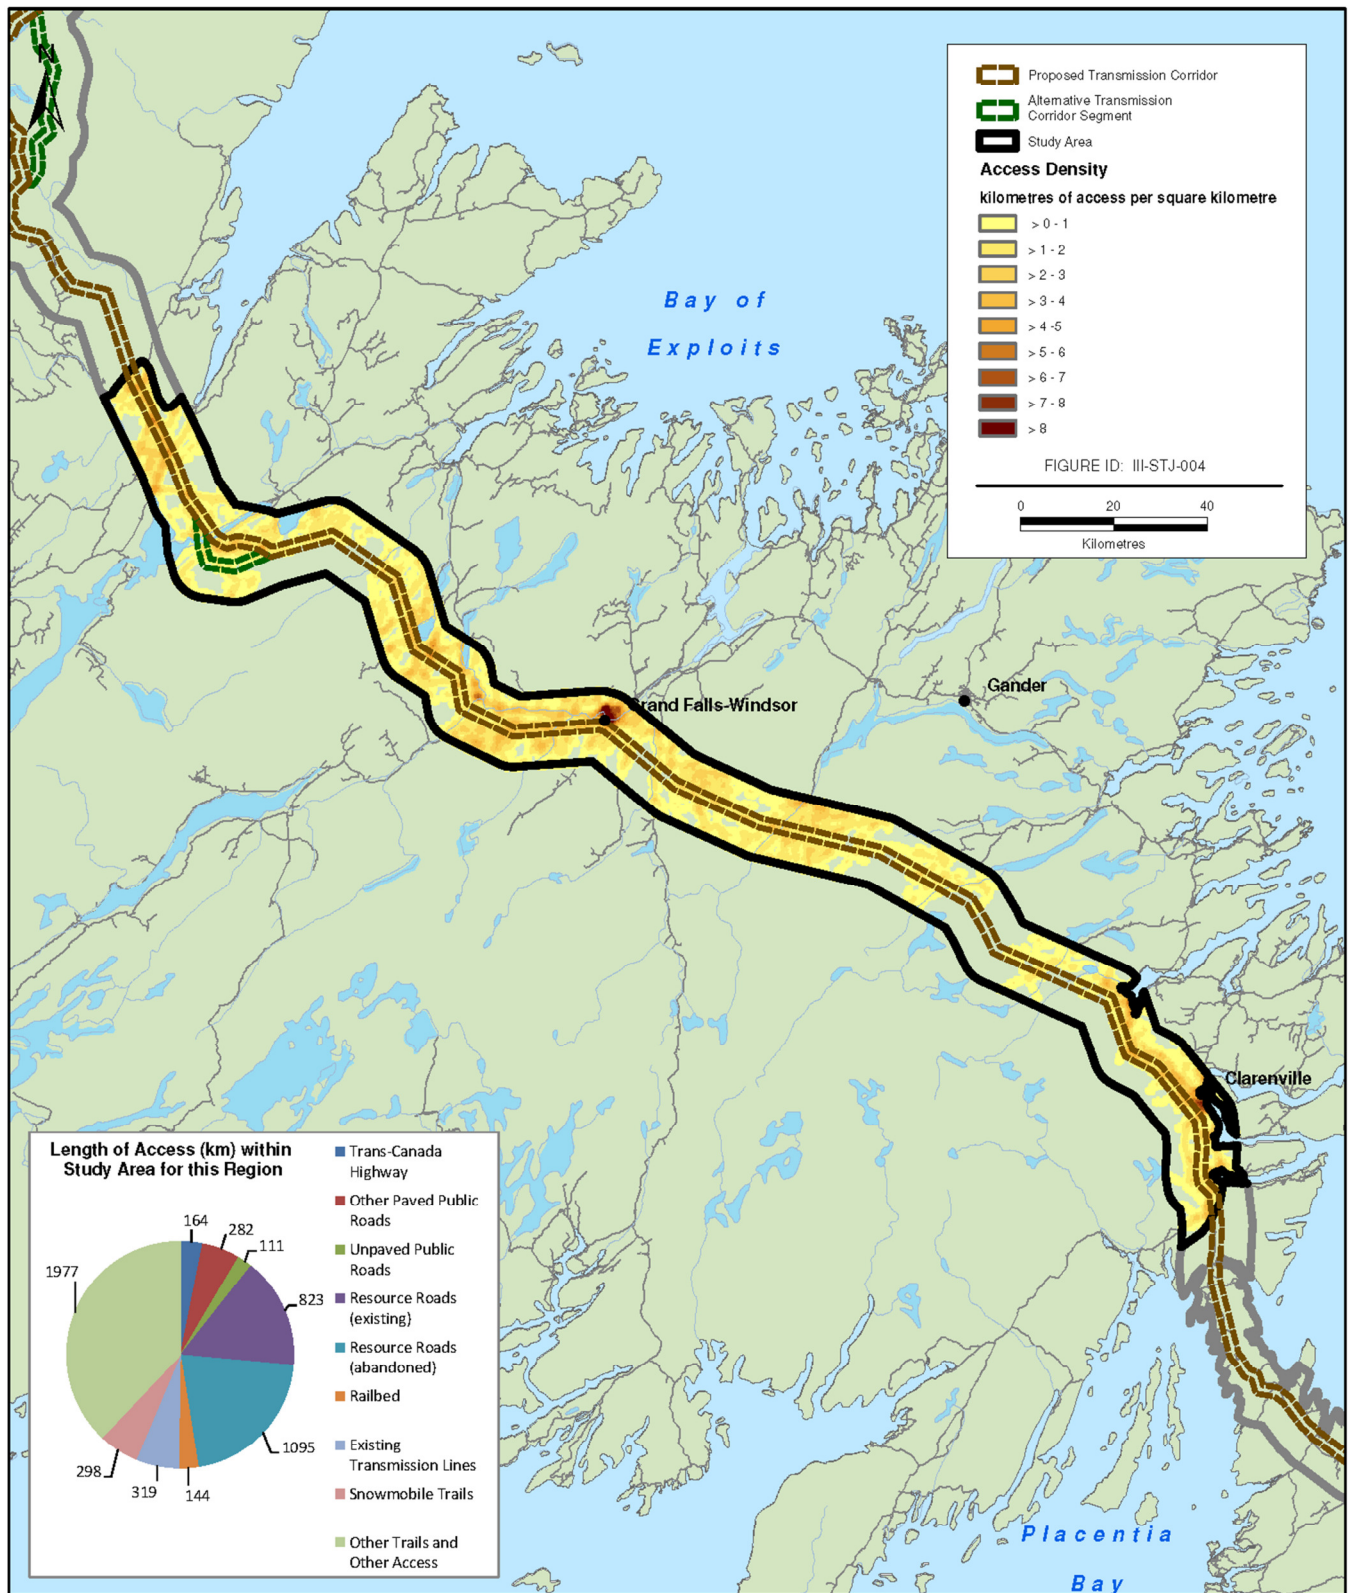 N
Proposed Transmission Corridor
Alternative Transmission
Corridor Segment
Study Area
Access Density
kilometres of access per square kilometre
> 0 - 1
> 1 - 2
> 2 - 3
> 3 - 4
> 4 -5
> 5 - 6
> 6 - 7
> 7 - 8
> 8
FIGURE ID: III-STJ-004
0 20 40
Kilometres
Bay of
Exploits
Gander
Grand Falls-Windsor
Clarenville
Length of Access (km) within
Study Area for this Region
164
282
111
823
1095
144
319
298
1977
Trans-Canada
Highway
Other Paved Public
Roads
Unpaved Public
Roads
Resource Roads
(existing)
Resource Roads
(abandoned)
Railbed
Existing
Transmission Lines
Snowmobile Trails
Other Trails and
Other Access
Placentia
Bay